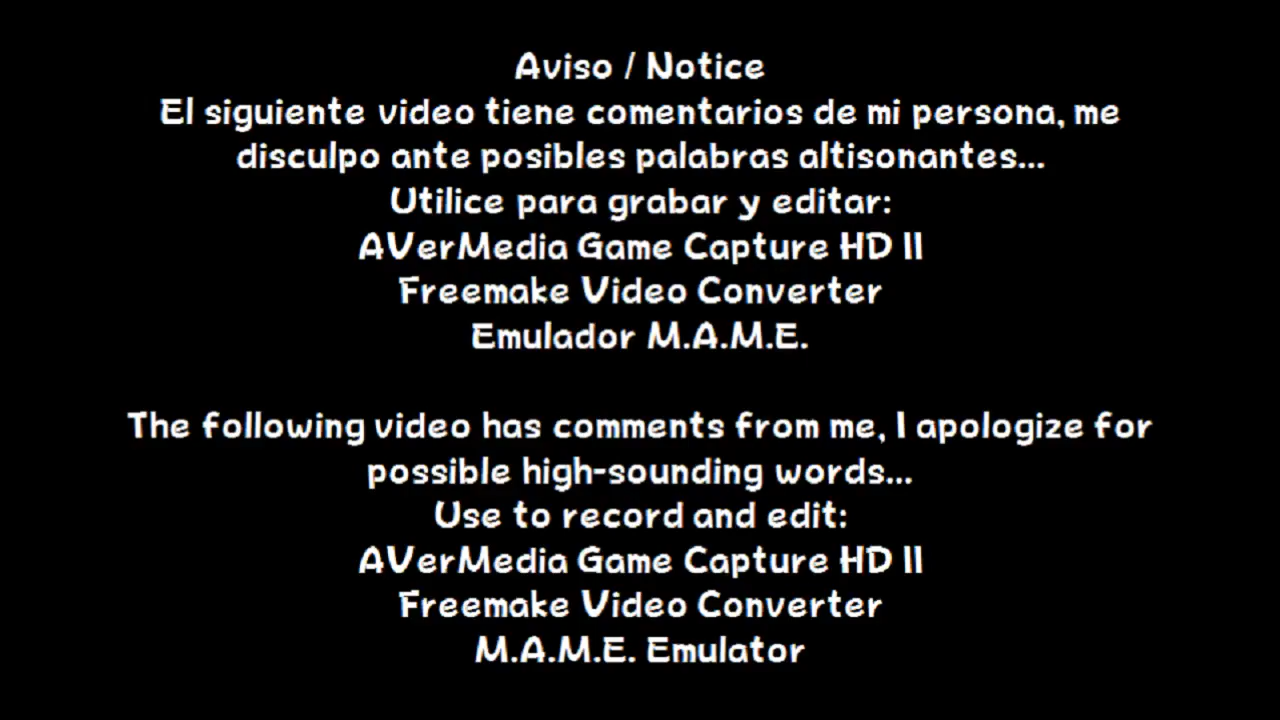 Aviso / Notice
El siguiente video tiene comentarios de mi persona, me
disculpo ante posibles palabras altisonantes...
Utilice para grabar y editar:
AVerMedia Game Capture HD II
Freemake Video Converter
Emulador M.A.M.E.
The following video has comments from me, I apologize for
possible high-sounding words...
Use to record and edit:
AVerMedia Game Capture HD II
Freemake Video Converter
M.A.M.E. Emulator